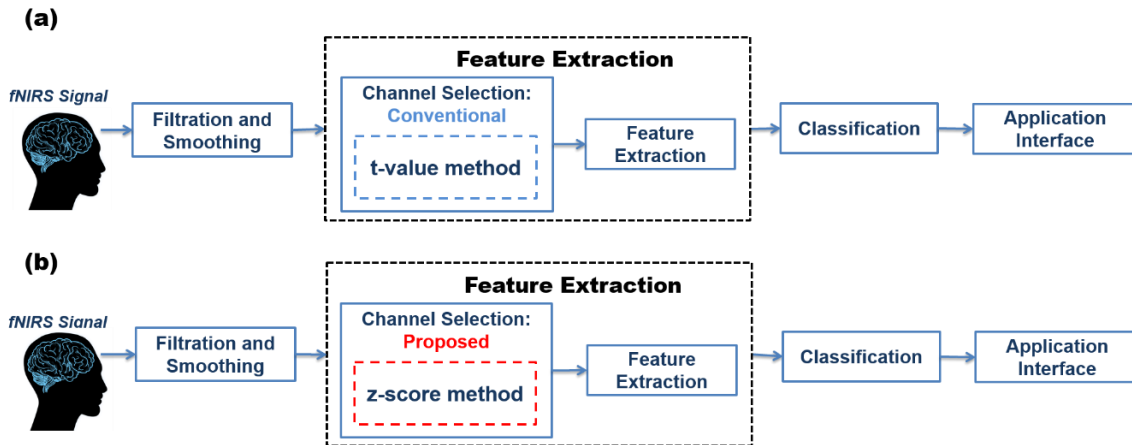 (a)
Feature Extraction
fNIRS Signal
Filtration and
Smoothing
Channel Selection:
Conventional
t-value method
Feature
Extraction
Classification
Application
Interface
(b)
Feature Extraction
fNIRS Signal
Filtration and
Smoothing
Channel Selection:
Proposed
z-score method
Feature
Extraction
Classification
Application
Interface